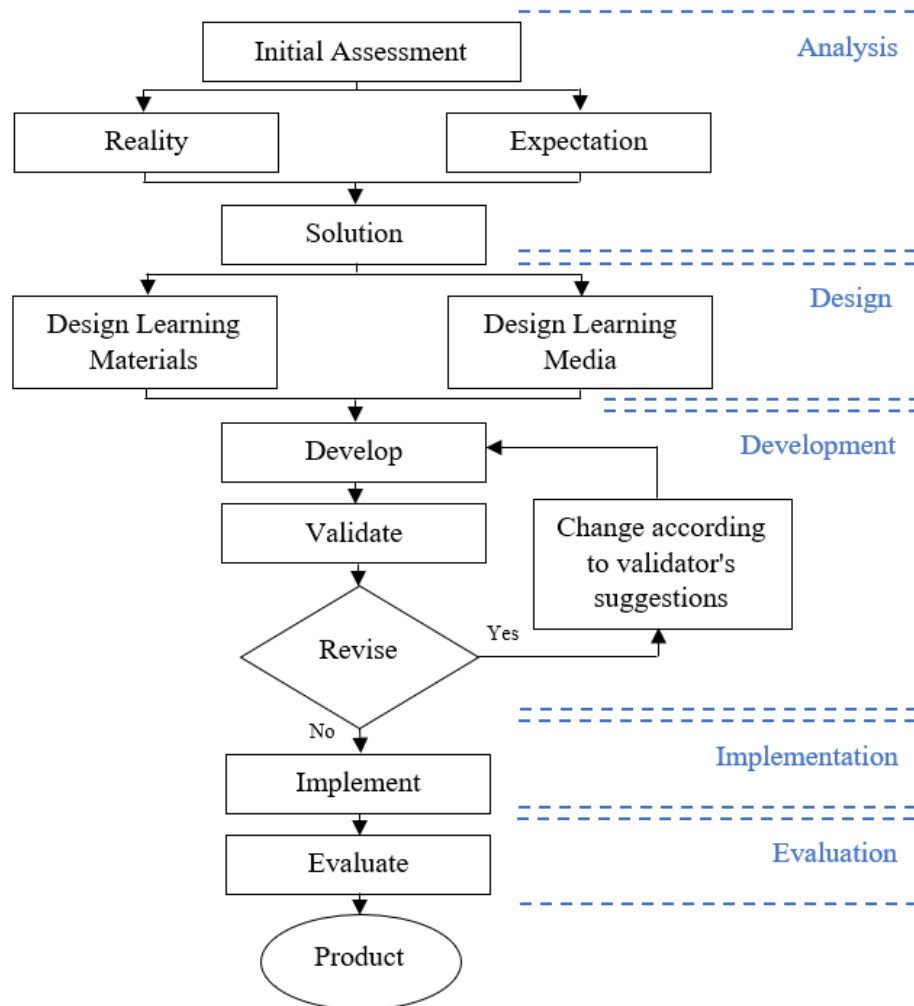 Initial Assessment
Analysis
Reality
Expectation
Solution
Design
Design Learning
Materials
Design Learning
Media
Development
Develop
Validate
Change according
to validator's
suggestions
Revise
Yes
No
Implementation
Implement
Evaluation
Evaluate
Product